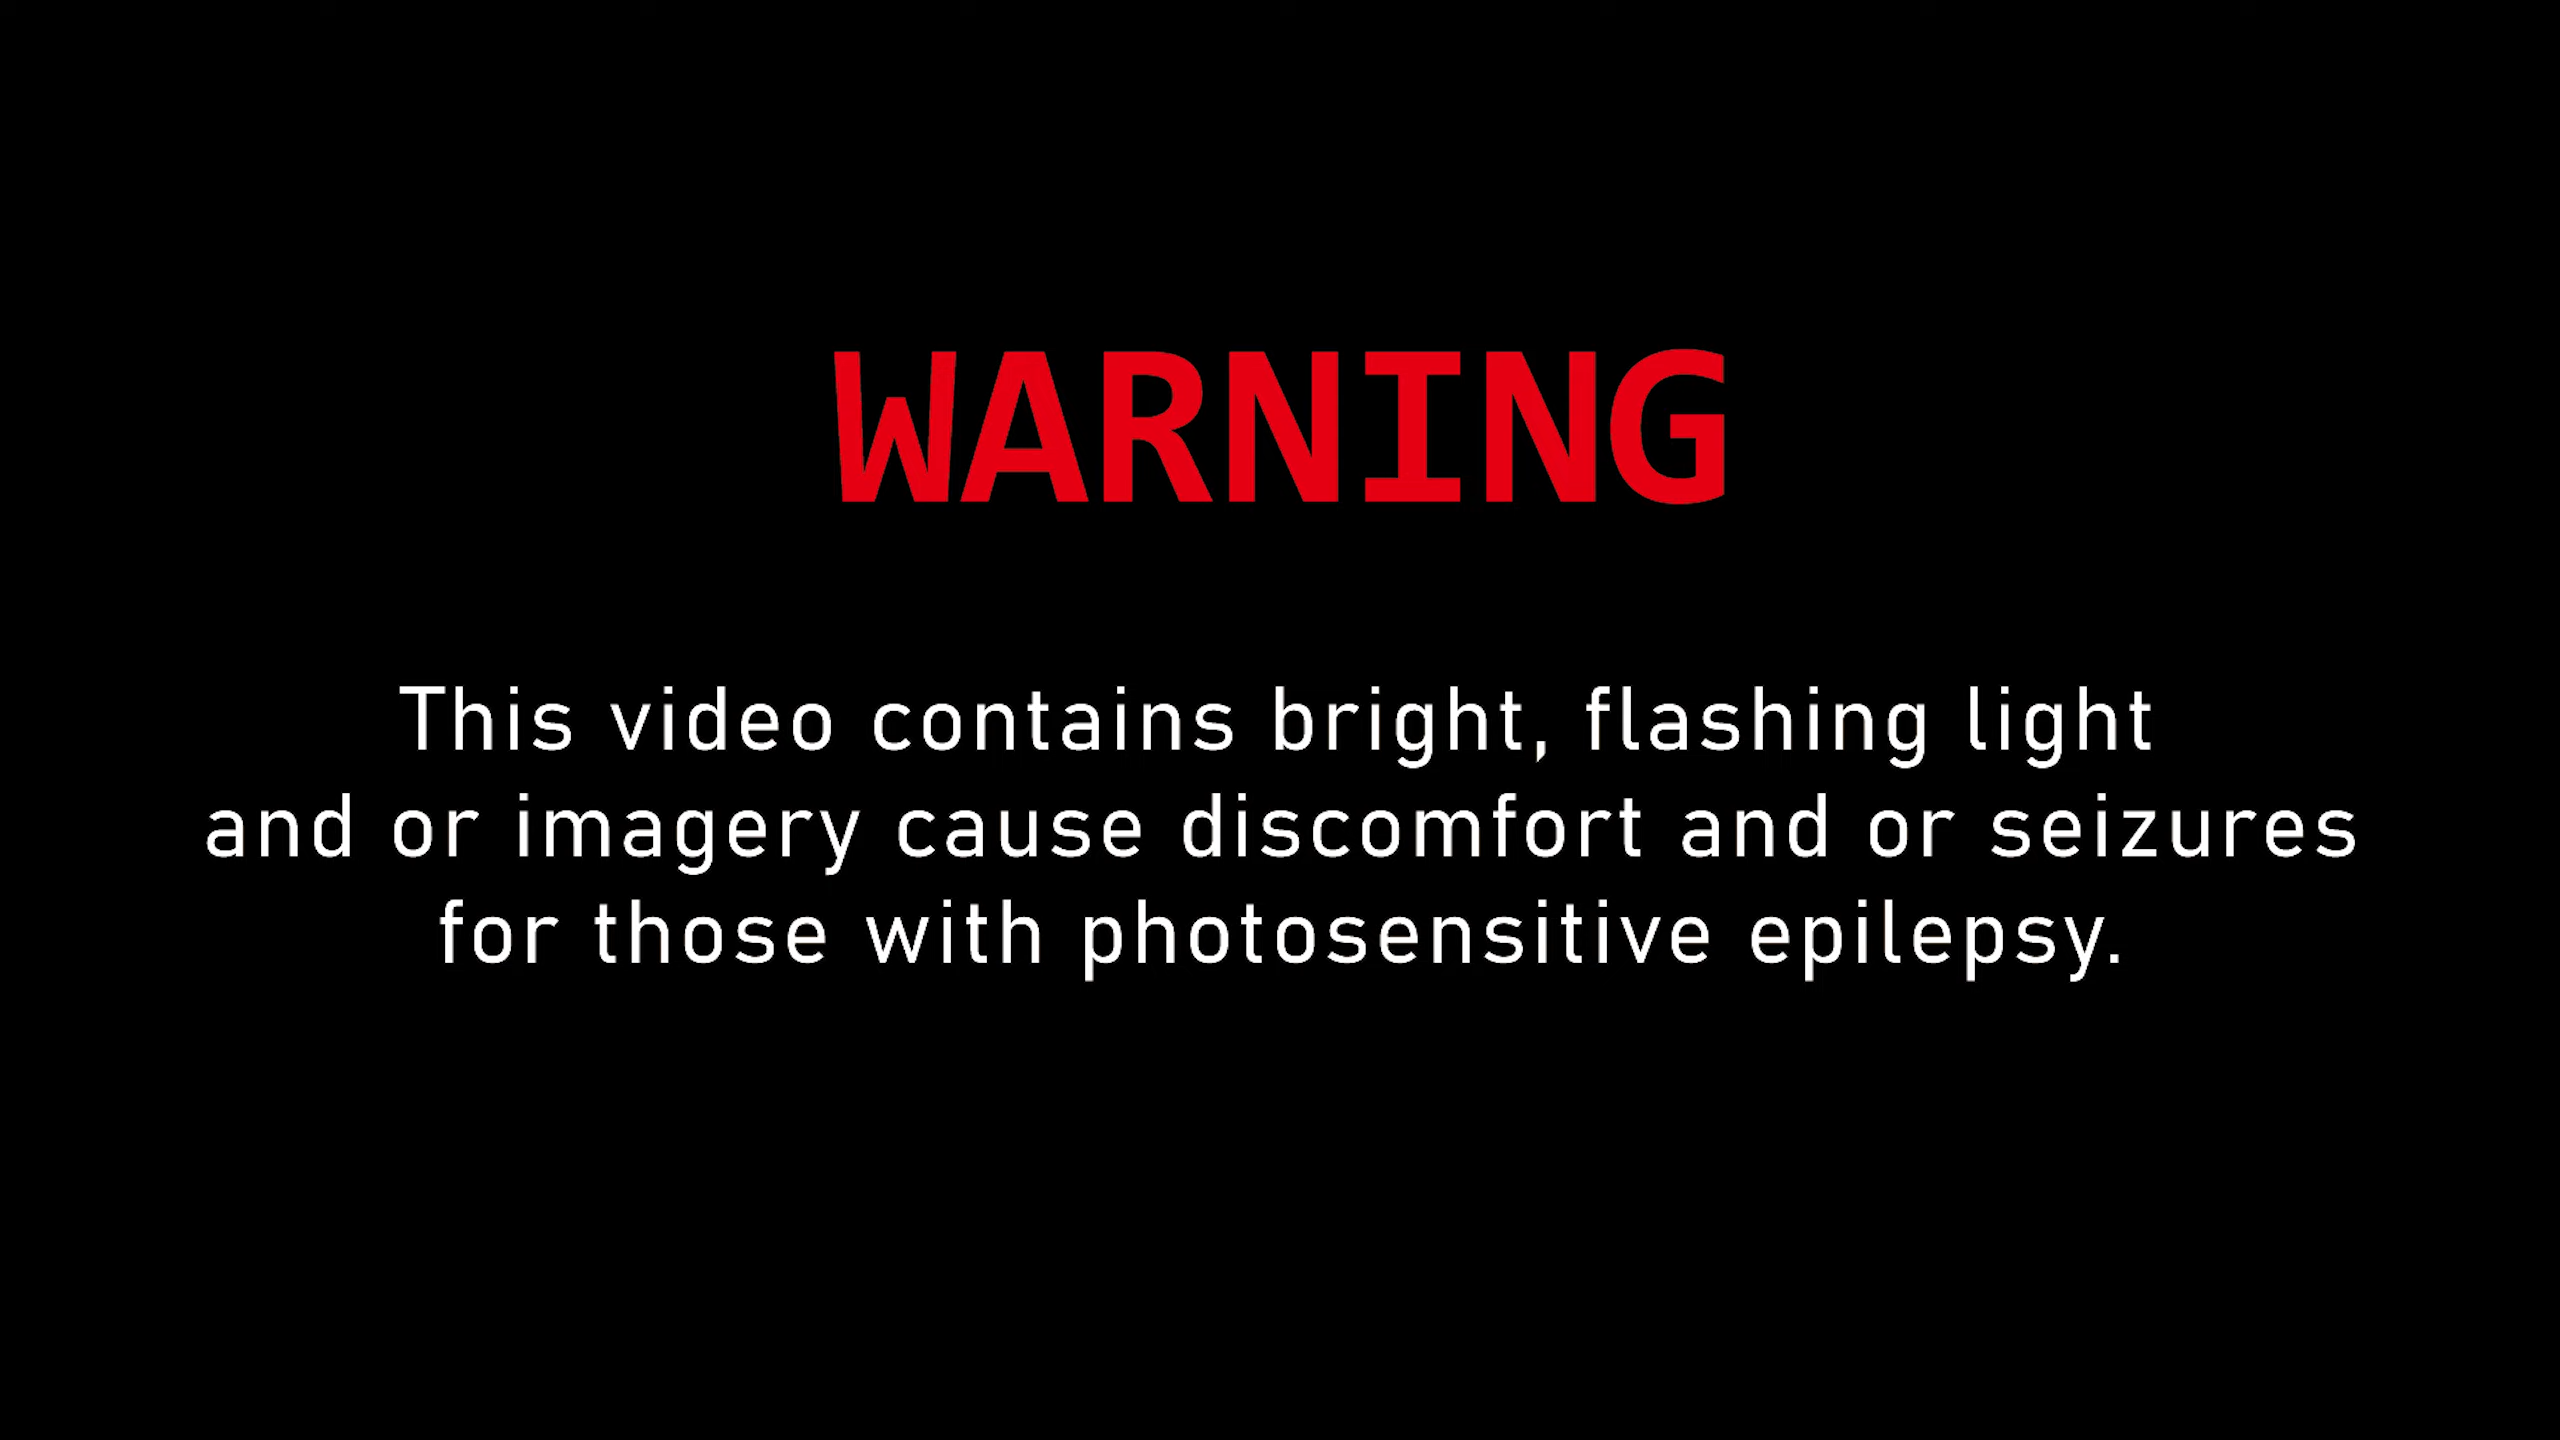 WARNING
This video contains bright, flashing light
and or imagery cause discomfort and or seizures
for those with photosensitive epilepsy.